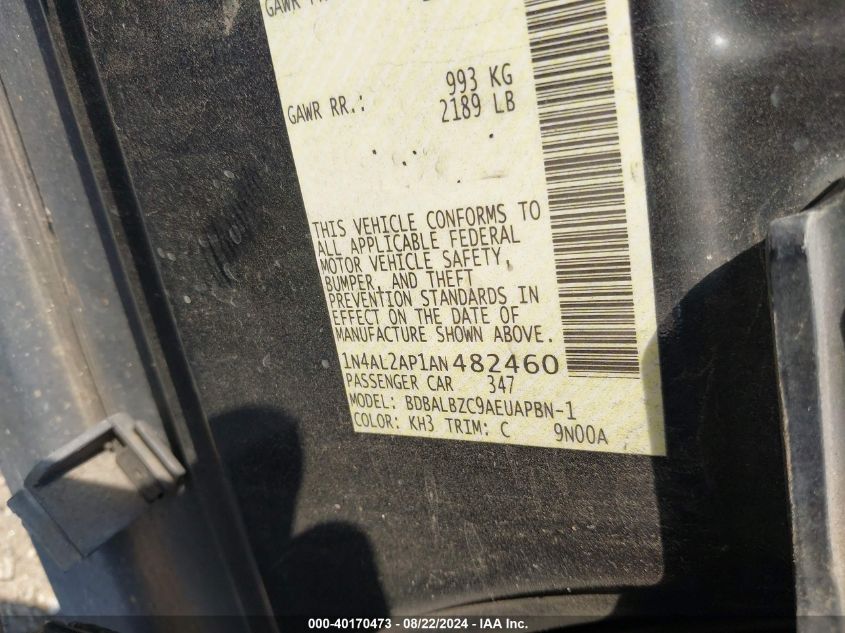 GAWR
993 KG
GAWR RR.: 2189 LB
THIS VEHICLE CONFORMS TO
ALL APPLICABLE FEDERAL
MOTOR VEHICLE SAFETY,
BUMPER, AND THEFT
PREVENTION STANDARDS IN
EFFECT ON THE DATE OF
MANUFACTURE SHOWN ABOVE.
1N4AL2AP1AN482460
PASSENGER CAR 347
MODEL: BDBALBZC9AEUAPBN-1
COLOR: KH3 TRIM: C 9N00A
000-40170473 - 08/22/2024 - IAA Inc.